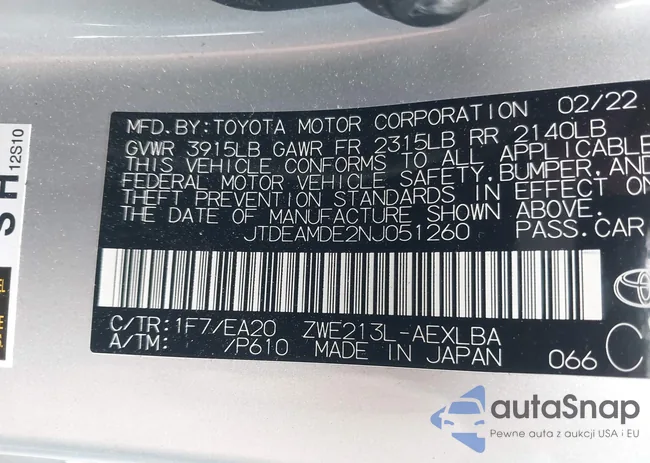 MFD.BY:TOYOTA MOTOR CORPORATION 02/22
GVWR 3915LB GAWR FR 2315LB RR 2140LB
THIS VEHICLE CONFORMS TO ALL APPLICABLE
FEDERAL MOTOR VEHICLE SAFETY,BUMPER,AND
THEFT PREVENTION STANDARDS IN EFFECT ON
THE DATE OF MANUFACTURE SHOWN ABOVE.
JTDEAMDE2NJ051260 PASS.CAR
C/TR:1F7/EA20 ZWE213L-AEXLBA C
A/TM: /P610 MADE IN JAPAN 066
SH
12S10
autoSnap
Pewne auta z aukcji USA i EU